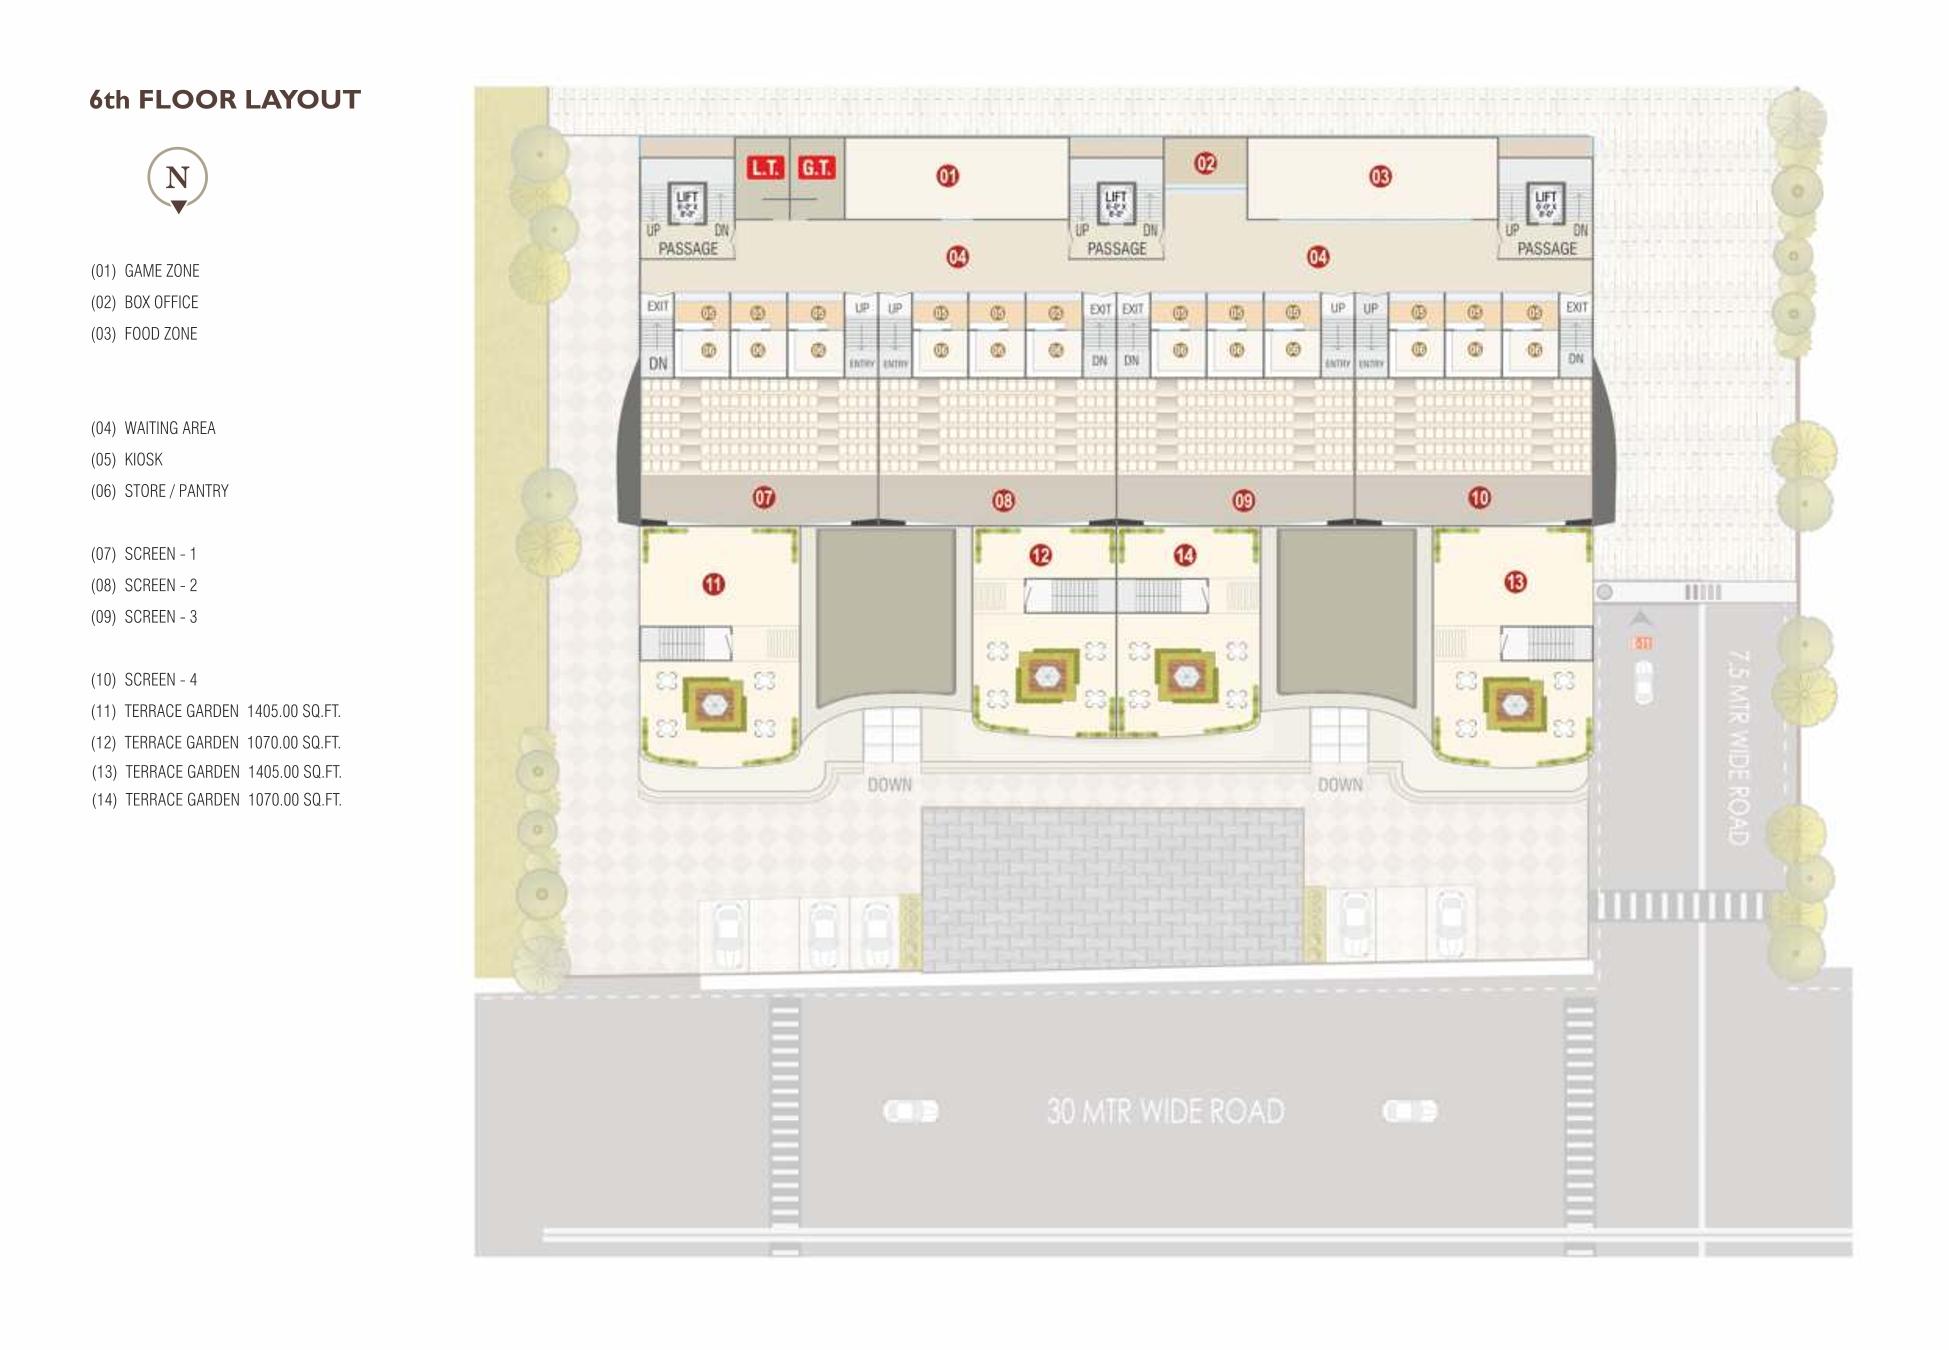 6th FLOOR LAYOUT
N
(01) GAME ZONE
(02) BOX OFFICE
(03) FOOD ZONE
(04) WAITING AREA
(05) KIOSK
(06) STORE / PANTRY
(07) SCREEN - 1
(08) SCREEN - 2
(09) SCREEN - 3
(10) SCREEN - 4
(11) TERRACE GARDEN 1405.00 SQ.FT.
(12) TERRACE GARDEN 1070.00 SQ.FT.
(13) TERRACE GARDEN 1405.00 SQ.FT.
(14) TERRACE GARDEN 1070.00 SQ.FT.
L.T. G.T. 01 02 03
LIFT LIFT LIFT
UP DN UP DN UP DN
PASSAGE PASSAGE PASSAGE
04 04
EXIT 05 05 05 UP UP 05 05 05 EXIT EXIT 05 05 05 UP UP 05 05 05 EXIT
DN 06 06 06 ENTRY ENTRY 06 06 06 DN DN 06 06 06 ENTRY ENTRY 06 06 06 DN
07 08 09 10
11 12 14 13
DOWN DOWN
7.5 MTR WIDE ROAD
30 MTR WIDE ROAD